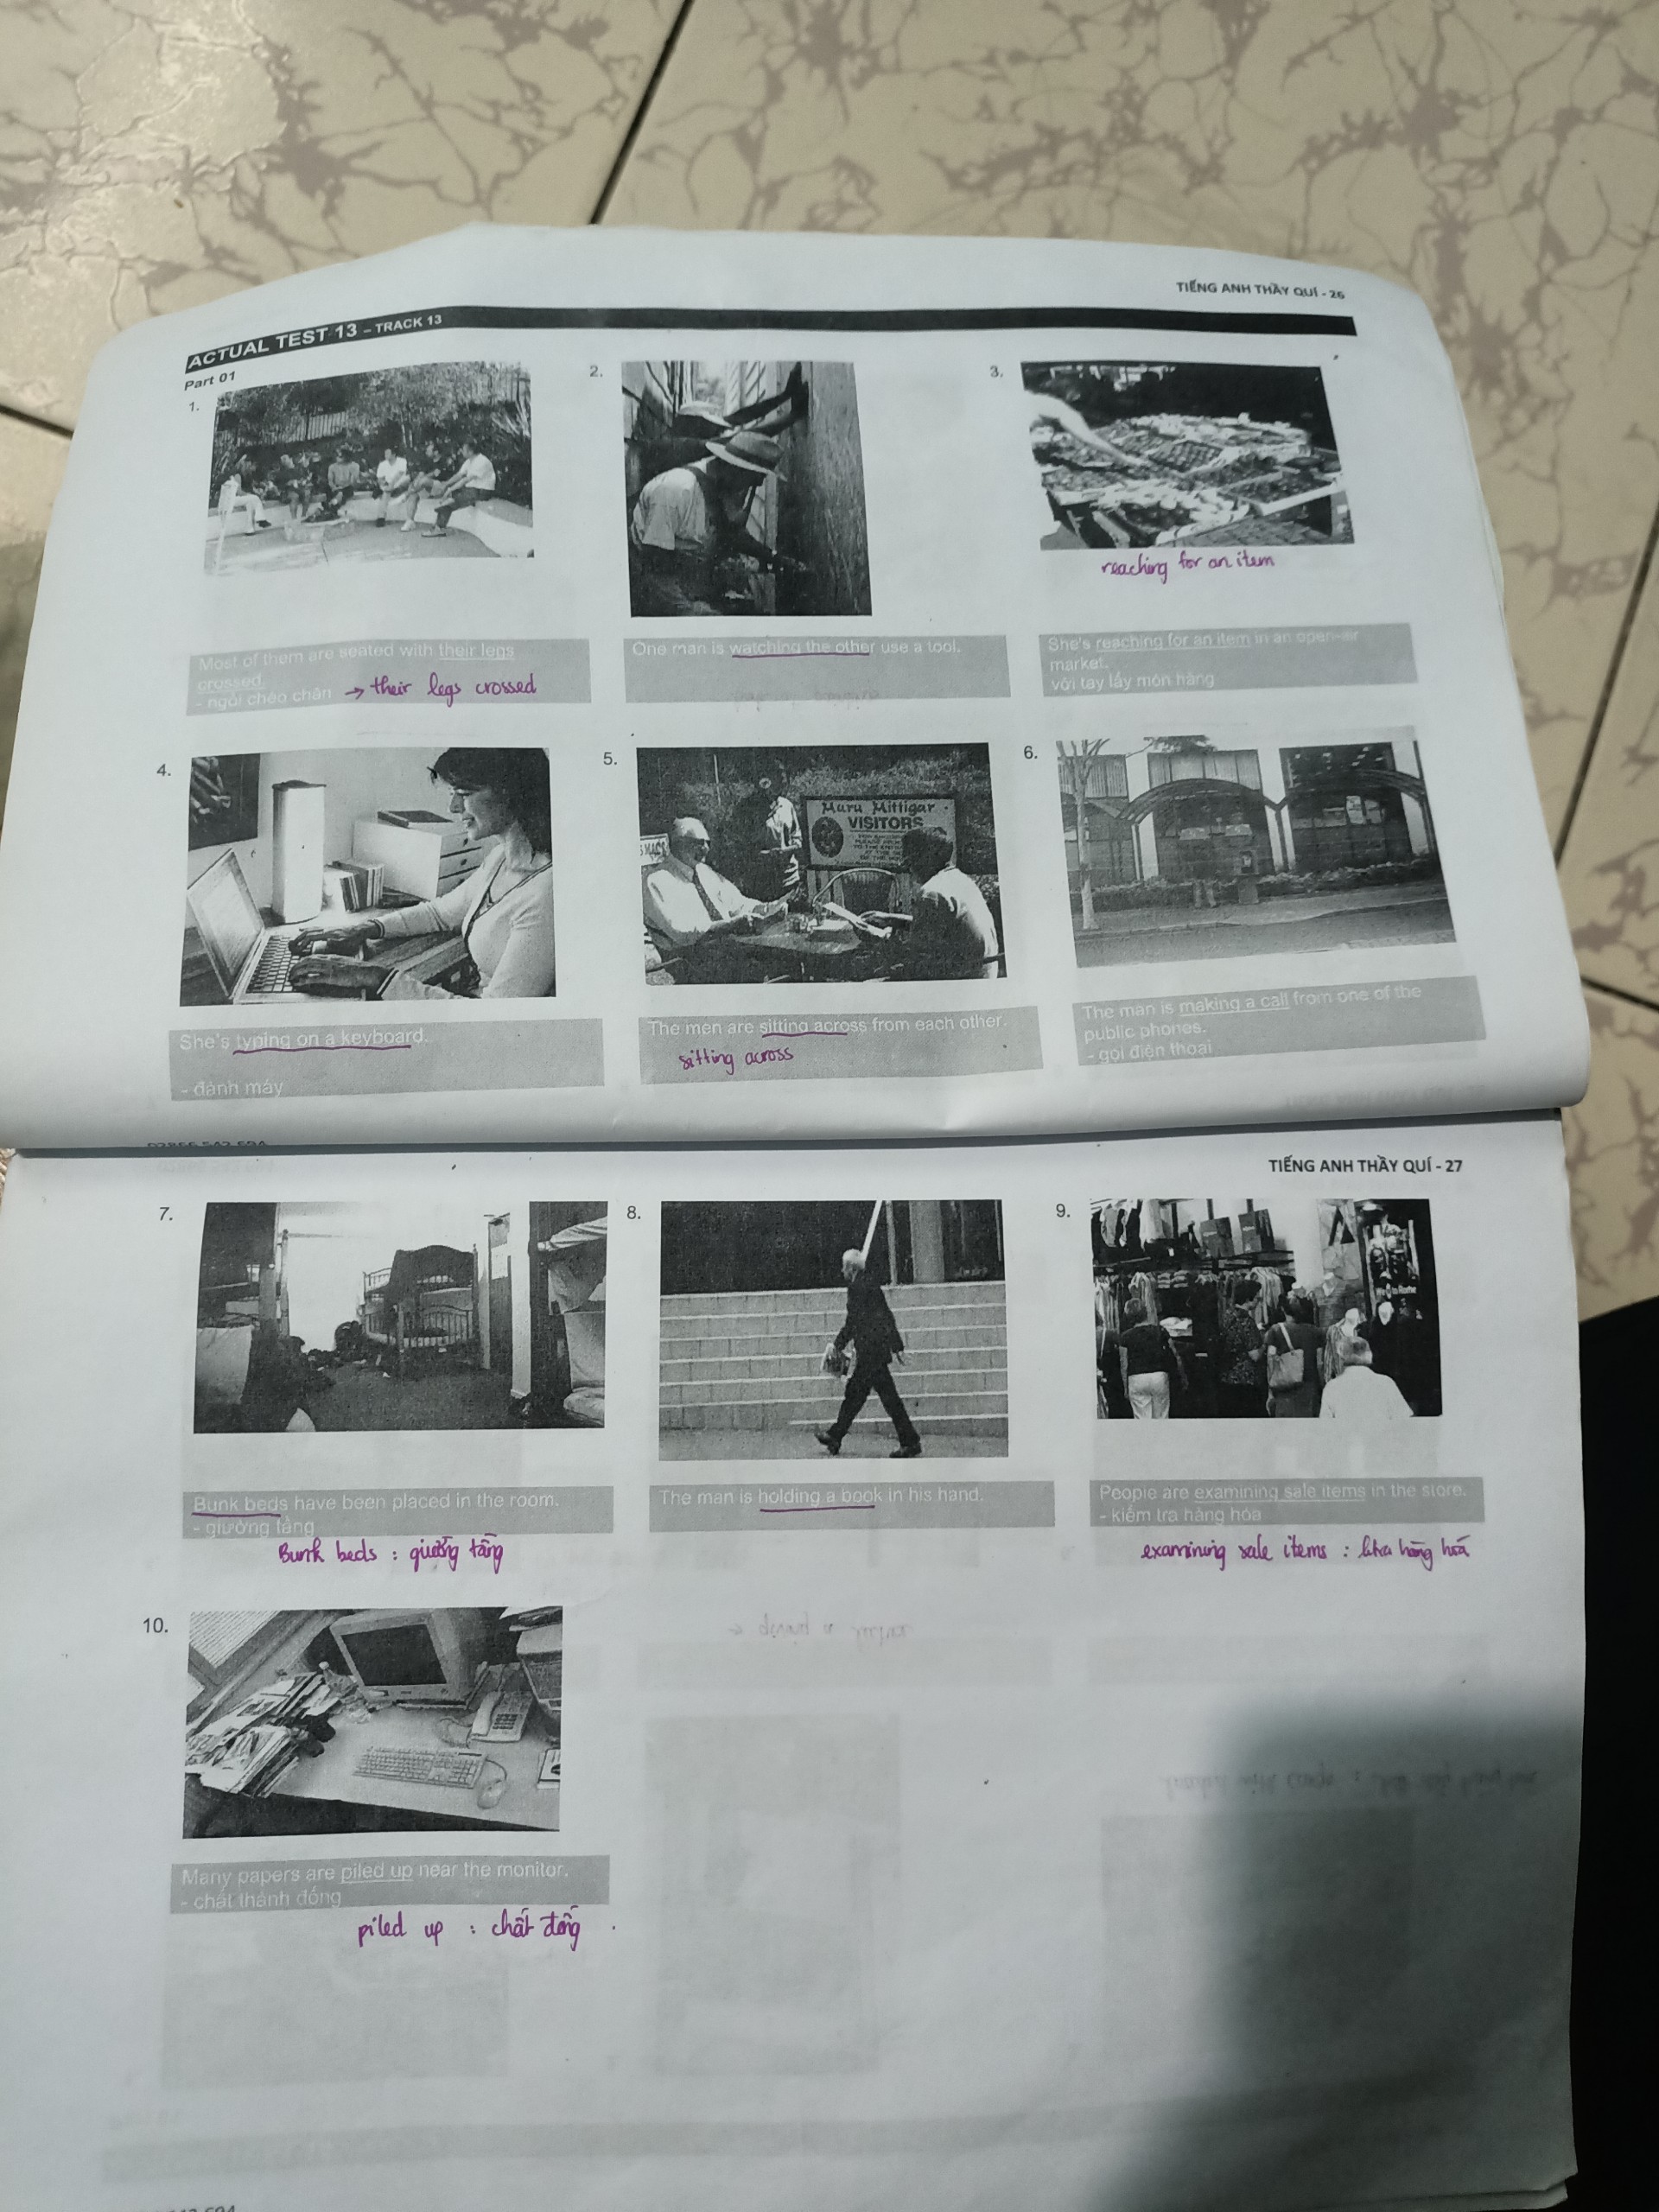 TIẾNG ANH THẦY QUÍ - 26
ACTUAL TEST 13 – TRACK 13
Part 01
1.
2.
3.
reaching for an item
Most of them are seated with their legs
crossed.
- ngồi chéo chân → their legs crossed
One man is watching the other use a tool.
She's reaching for an item in an open-air
market.
với tay lấy món hàng
4.
5.
Muru Mittigar
VISITORS
6.
She's typing on a keyboard.
- đánh máy
The men are sitting across from each other.
sitting across
The man is making a call from one of the
public phones.
- gọi điện thoại
TIẾNG ANH THẦY QUÍ - 27
7.
8.
9.
Bunk beds have been placed in the room.
- giường tầng
Bunk beds : giường tầng
The man is holding a book in his hand.
People are examining sale items in the store.
- kiểm tra hàng hóa
examining sale items : ktra hàng hoá
10.
Many papers are piled up near the monitor.
- chất thành đống
piled up : chất đống